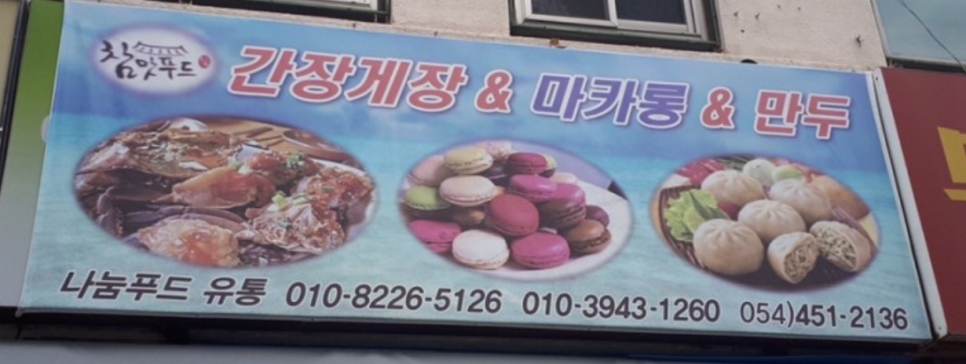 참맛푸드
간장게장 & 마카롱 & 만두
나눔푸드 유통 010-8226-5126 010-3943-1260 054)451-2136